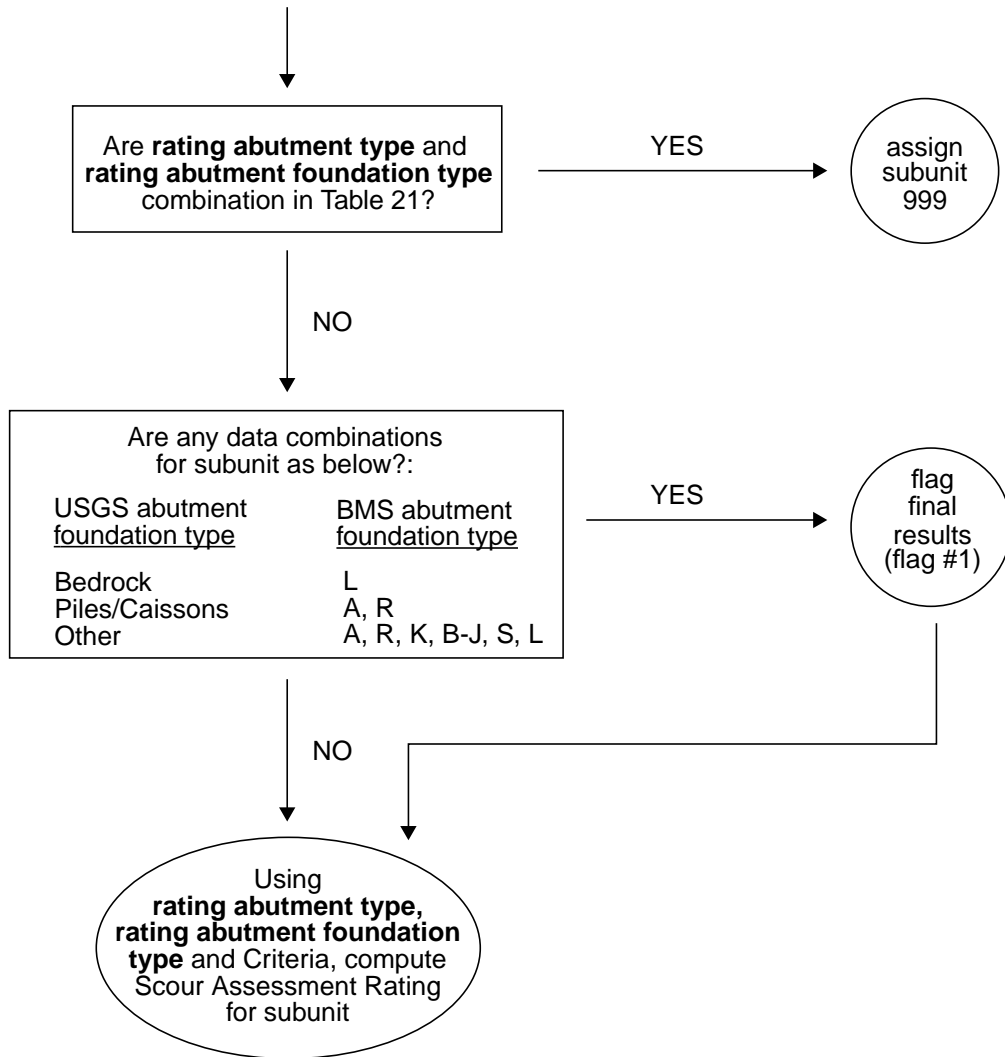 Are rating abutment type and
rating abutment foundation type
combination in Table 21?
YES
assign
subunit
999
NO
Are any data combinations
for subunit as below?:
USGS abutment
foundation type
BMS abutment
foundation type
Bedrock L
Piles/Caissons A, R
Other A, R, K, B-J, S, L
YES
flag
final
results
(flag #1)
NO
Using
rating abutment type,
rating abutment foundation
type and Criteria, compute
Scour Assessment Rating
for subunit